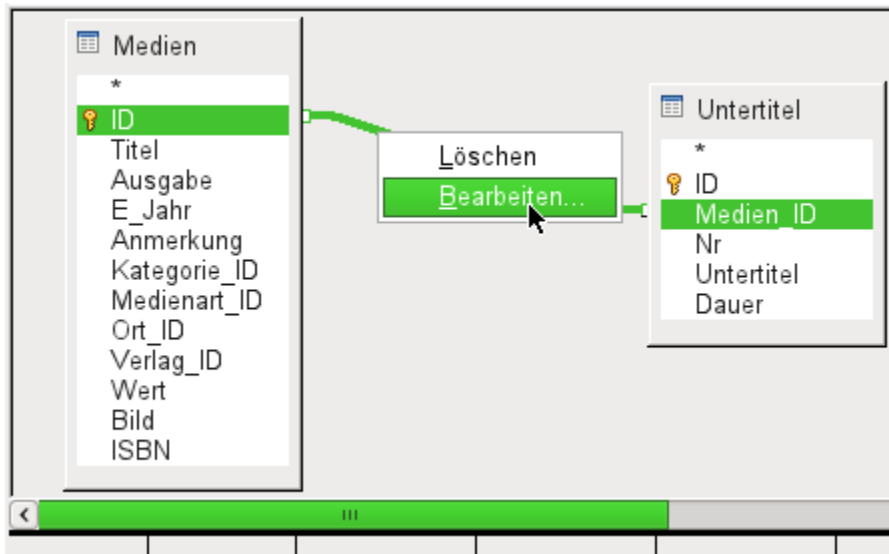 Medien
*
ID
Titel
Ausgabe
E_Jahr
Anmerkung
Kategorie_ID
Medienart_ID
Ort_ID
Verlag_ID
Wert
Bild
ISBN
Löschen
Bearbeiten...
Untertitel
*
ID
Medien_ID
Nr
Untertitel
Dauer